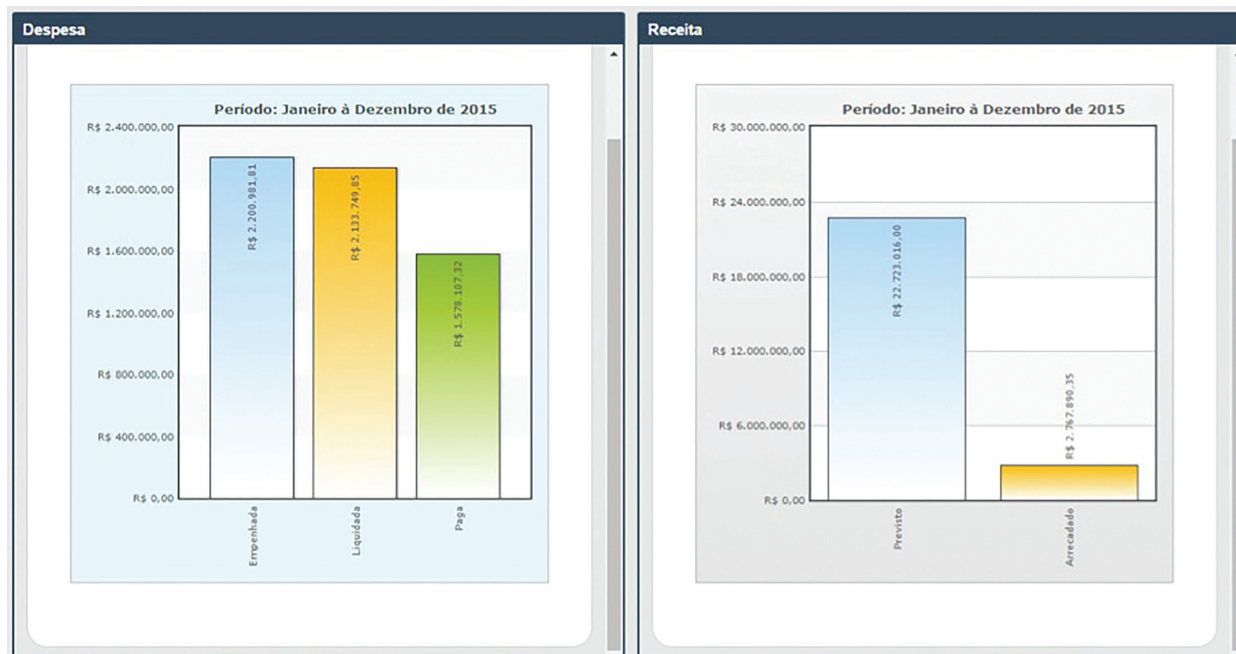 Despesa
Período: Janeiro à Dezembro de 2015
R$ 2.400.000,00
R$ 2.000.000,00
R$ 1.600.000,00
R$ 1.200.000,00
R$ 800.000,00
R$ 400.000,00
R$ 0,00
R$ 2.200.981,81
R$ 2.133.749,85
R$ 1.578.107,32
Empenhada
Liquidada
Paga
Receita
Período: Janeiro à Dezembro de 2015
R$ 30.000.000,00
R$ 24.000.000,00
R$ 18.000.000,00
R$ 12.000.000,00
R$ 6.000.000,00
R$ 0,00
R$ 22.723.016,00
R$ 2.767.890,35
Previsto
Arrecadado